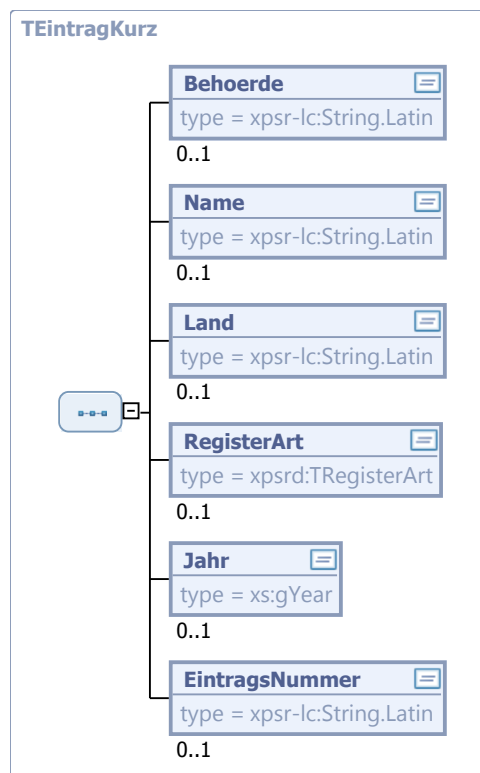 TEintragKurz
Behoerde
type = xpsr-lc:String.Latin
0..1
Name
type = xpsr-lc:String.Latin
0..1
Land
type = xpsr-lc:String.Latin
0..1
RegisterArt
type = xpsrd:TRegisterArt
0..1
Jahr
type = xs:gYear
0..1
EintragsNummer
type = xpsr-lc:String.Latin
0..1